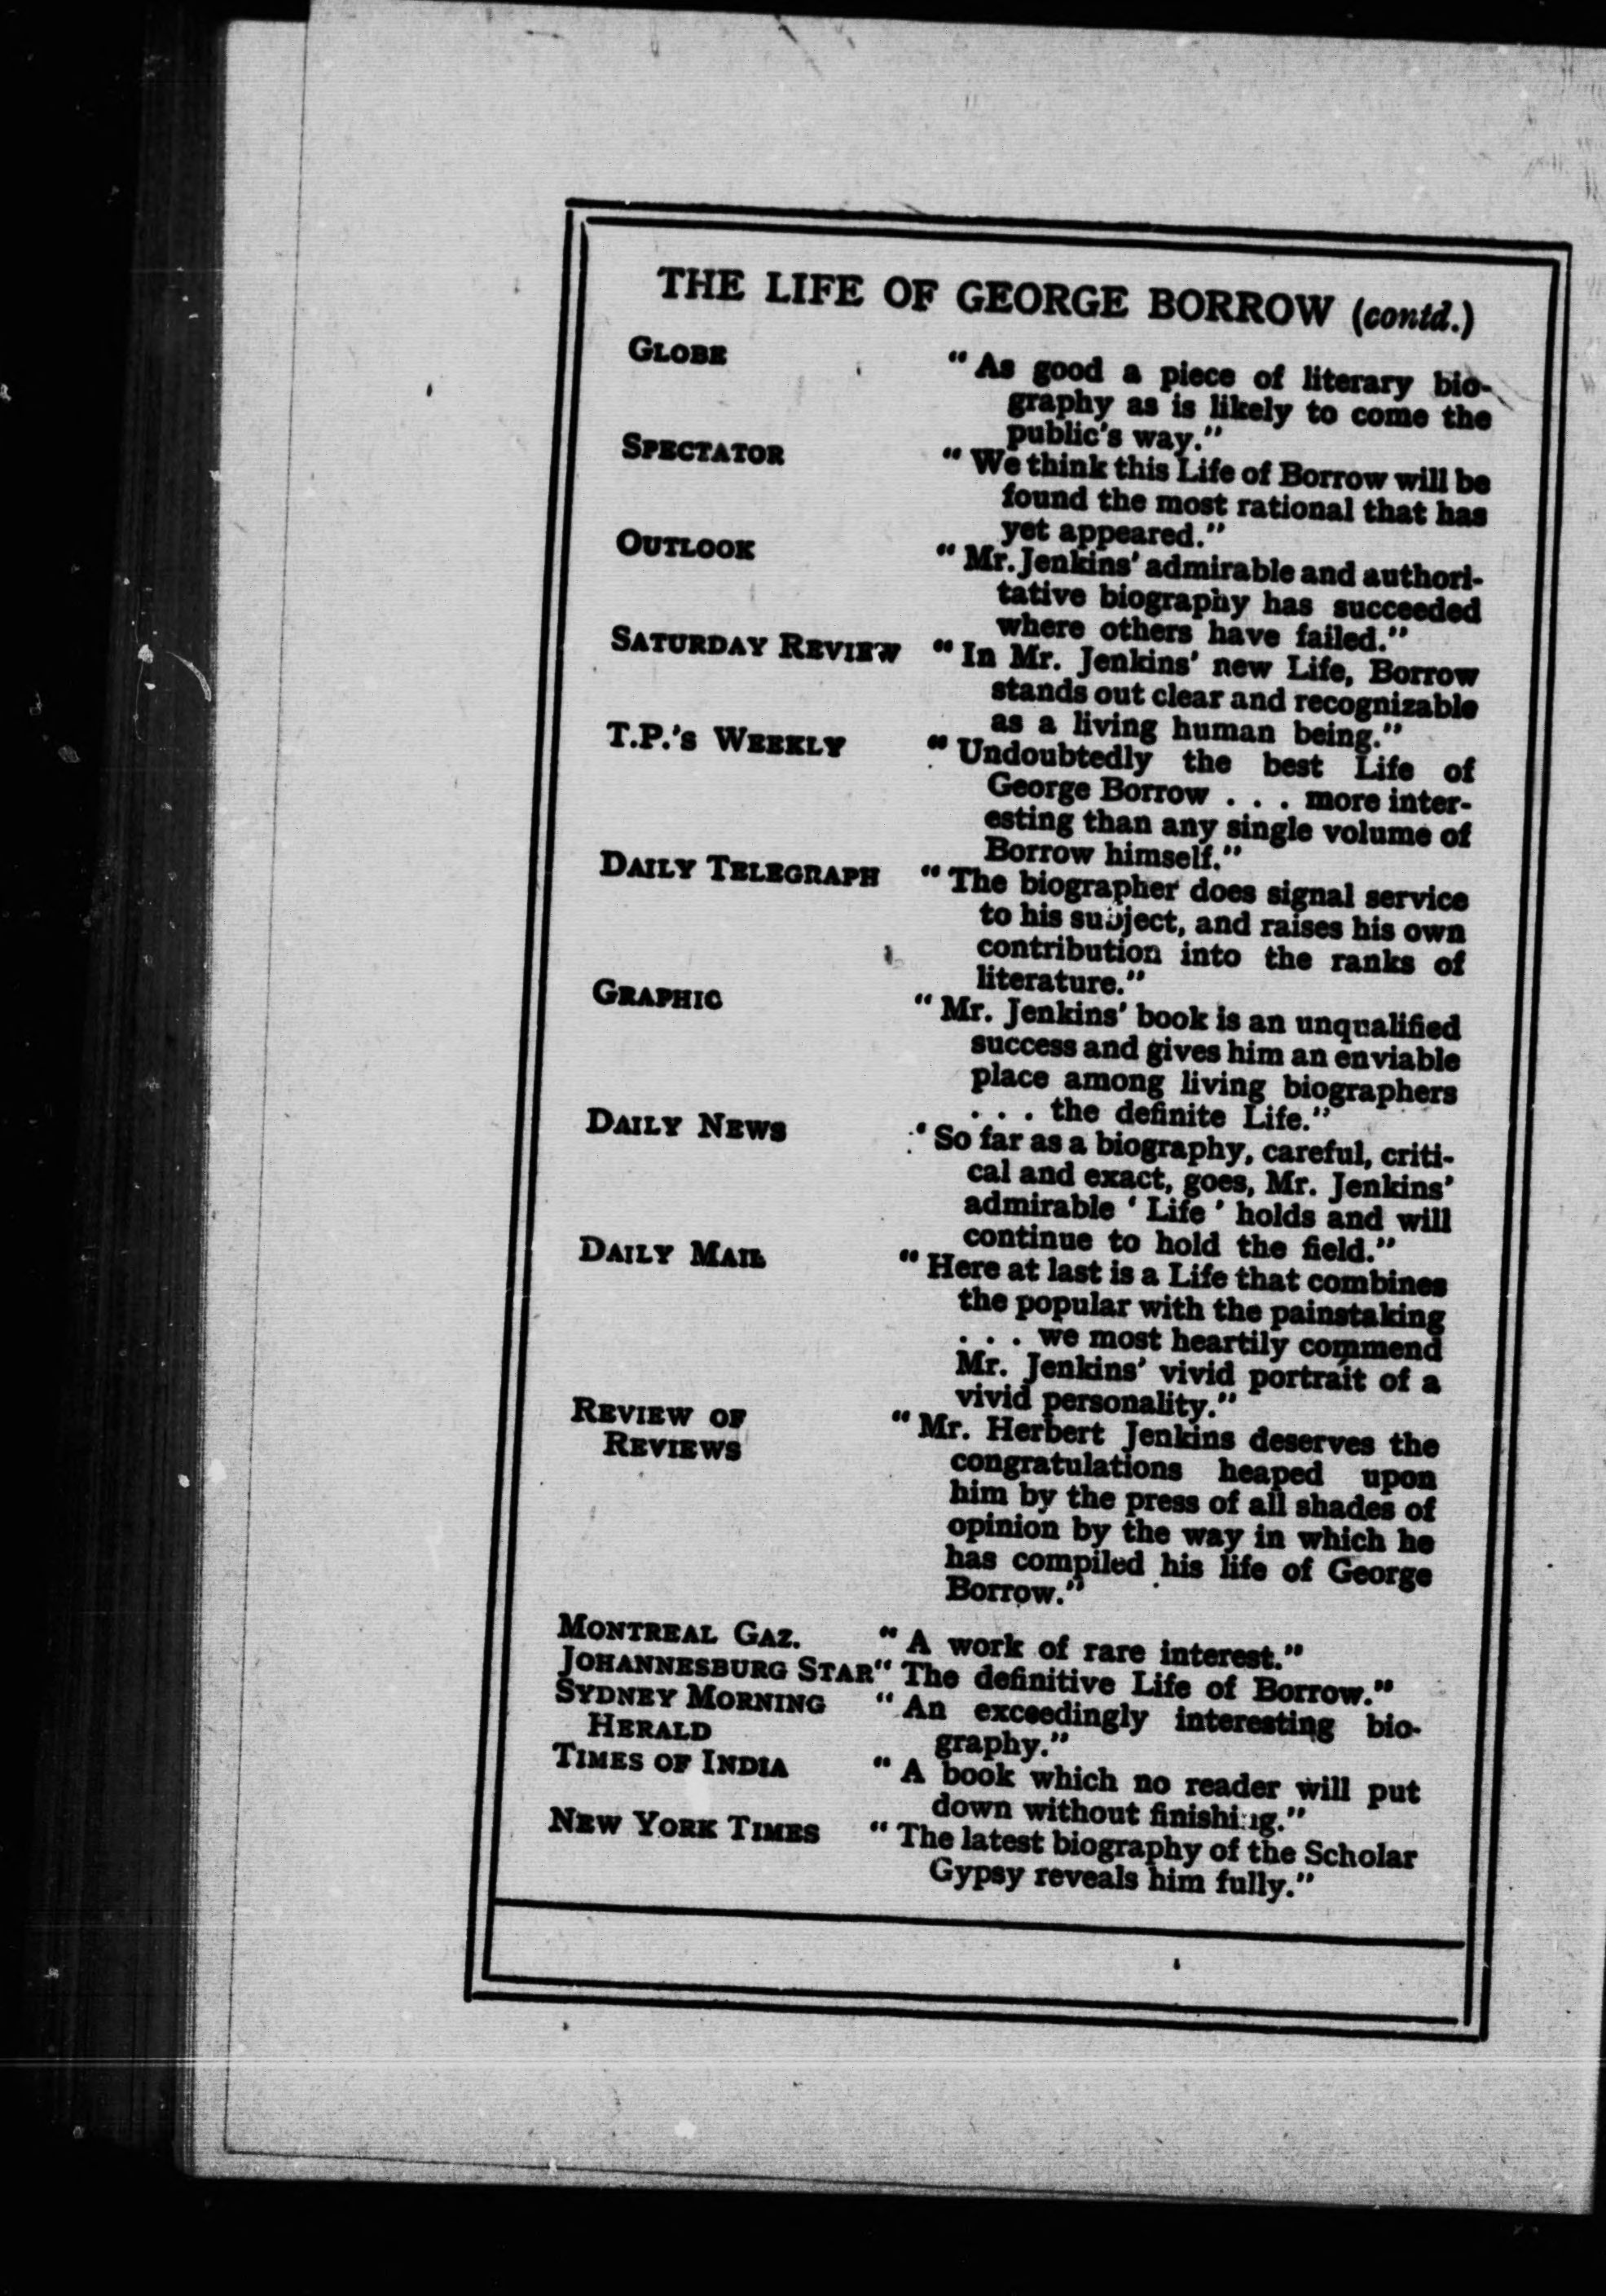 THE LIFE OF GEORGE BORROW (contd.)
GLOBE “ As good a piece of literary bio-
graphy as is likely to come the
public's way.”
SPECTATOR “ We think this Life of Borrow will be
found the most rational that has
yet appeared.”
OUTLOOK “ Mr. Jenkins' admirable and authori-
tative biography has succeeded
where others have failed.”
SATURDAY REVIEW “ In Mr. Jenkins' new Life, Borrow
stands out clear and recognizable
as a living human being.”
T.P.'S WEEKLY “ Undoubtedly the best Life of
George Borrow . . . more inter-
esting than any single volume of
Borrow himself.”
DAILY TELEGRAPH “ The biographer does signal service
to his subject, and raises his own
contribution into the ranks of
literature.”
GRAPHIC “ Mr. Jenkins' book is an unqualified
success and gives him an enviable
place among living biographers
. . . the definite Life.”
DAILY NEWS “ So far as a biography, careful, criti-
cal and exact, goes, Mr. Jenkins'
admirable ‘ Life ’ holds and will
continue to hold the field.”
DAILY MAIL “ Here at last is a Life that combines
the popular with the painstaking
. . . we most heartily commend
Mr. Jenkins' vivid portrait of a
vivid personality.”
REVIEW OF “ Mr. Herbert Jenkins deserves the
REVIEWS congratulations heaped upon
him by the press of all shades of
opinion by the way in which he
has compiled his life of George
Borrow.”
MONTREAL GAZ. “ A work of rare interest.”
JOHANNESBURG STAR “ The definitive Life of Borrow.”
SYDNEY MORNING “ An exceedingly interesting bio-
HERALD graphy.”
TIMES OF INDIA “ A book which no reader will put
down without finishing.”
NEW YORK TIMES “ The latest biography of the Scholar
Gypsy reveals him fully.”